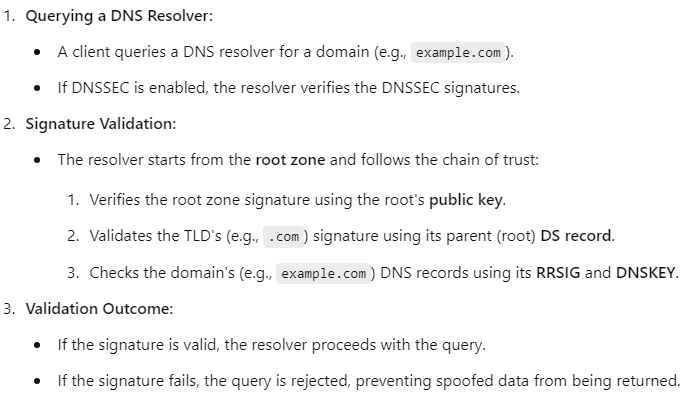 1. Querying a DNS Resolver:
• A client queries a DNS resolver for a domain (e.g., example.com).
• If DNSSEC is enabled, the resolver verifies the DNSSEC signatures.
2. Signature Validation:
• The resolver starts from the root zone and follows the chain of trust:
1. Verifies the root zone signature using the root's public key.
2. Validates the TLD's (e.g., .com) signature using its parent (root) DS record.
3. Checks the domain's (e.g., example.com) DNS records using its RRSIG and DNSKEY.
3. Validation Outcome:
• If the signature is valid, the resolver proceeds with the query.
• If the signature fails, the query is rejected, preventing spoofed data from being returned.